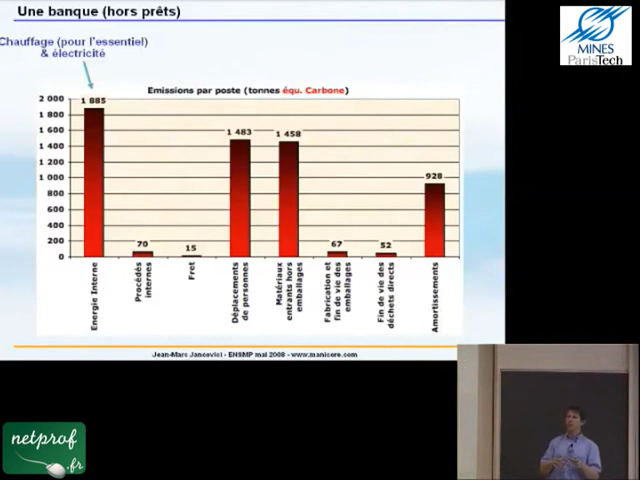 Une banque (hors prêts)
Chauffage (pour l'essentiel)
& électricité
MINES
ParisTech
Emissions par poste (tonnes équ. Carbone)
2 000
1 800
1 600
1 400
1 200
1 000
800
600
400
200
0
1 885
70
15
1 483
1 458
67
52
928
Energie Interne
Procédés
internes
Fret
Déplacements
de personnes
Matériaux
entrants hors
emballages
Fabrication et
fin de vie des
emballages
Fin de vie des
déchets directs
Amortissements
Jean-Marc Jancovici - ENSMP mai 2008 - www.manicore.com
netprof
.fr